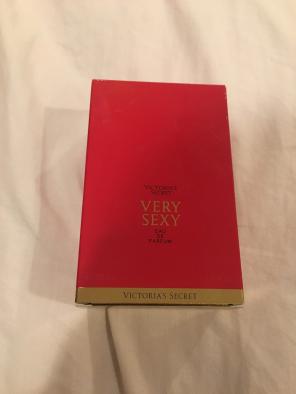 VICTORIA'S
SECRET
VERY
SEXY
EAU
DE
PARFUM
VICTORIA'S SECRET